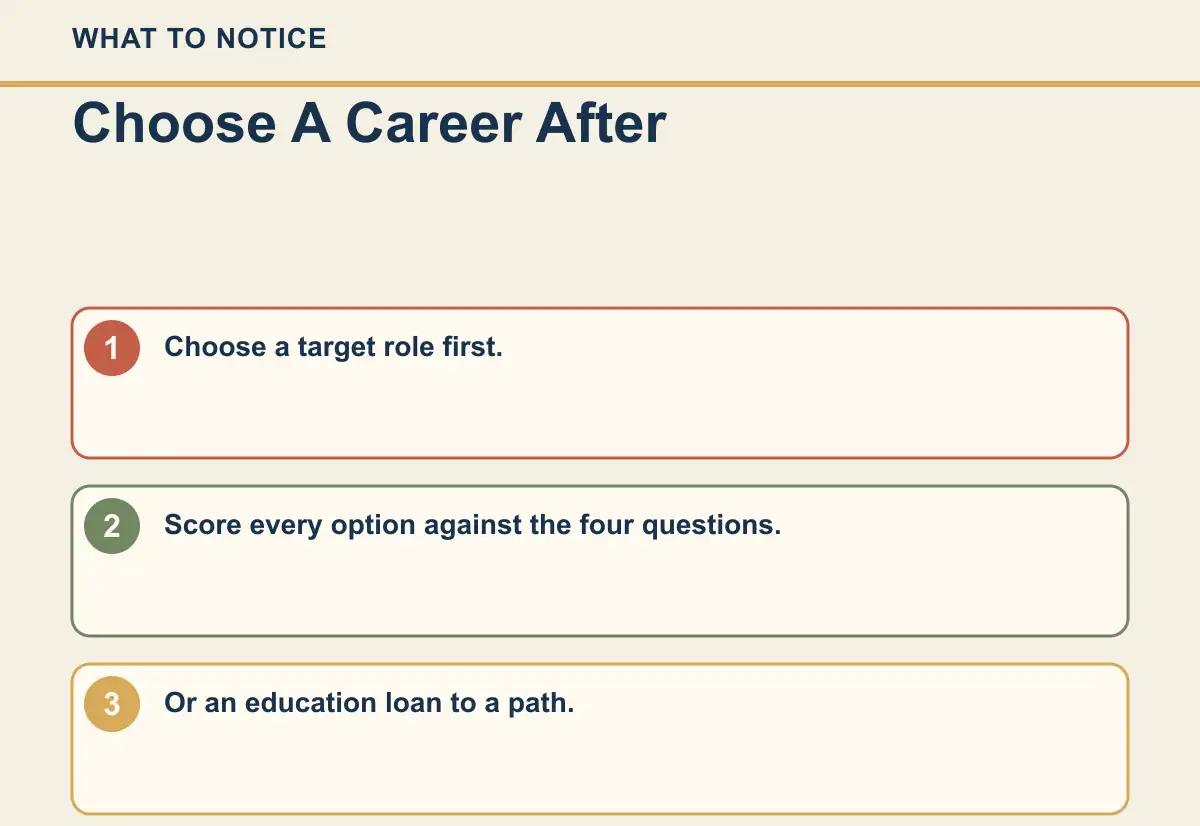 WHAT TO NOTICE
Choose A Career After
1
Choose a target role first.
2
Score every option against the four questions.
3
Or an education loan to a path.